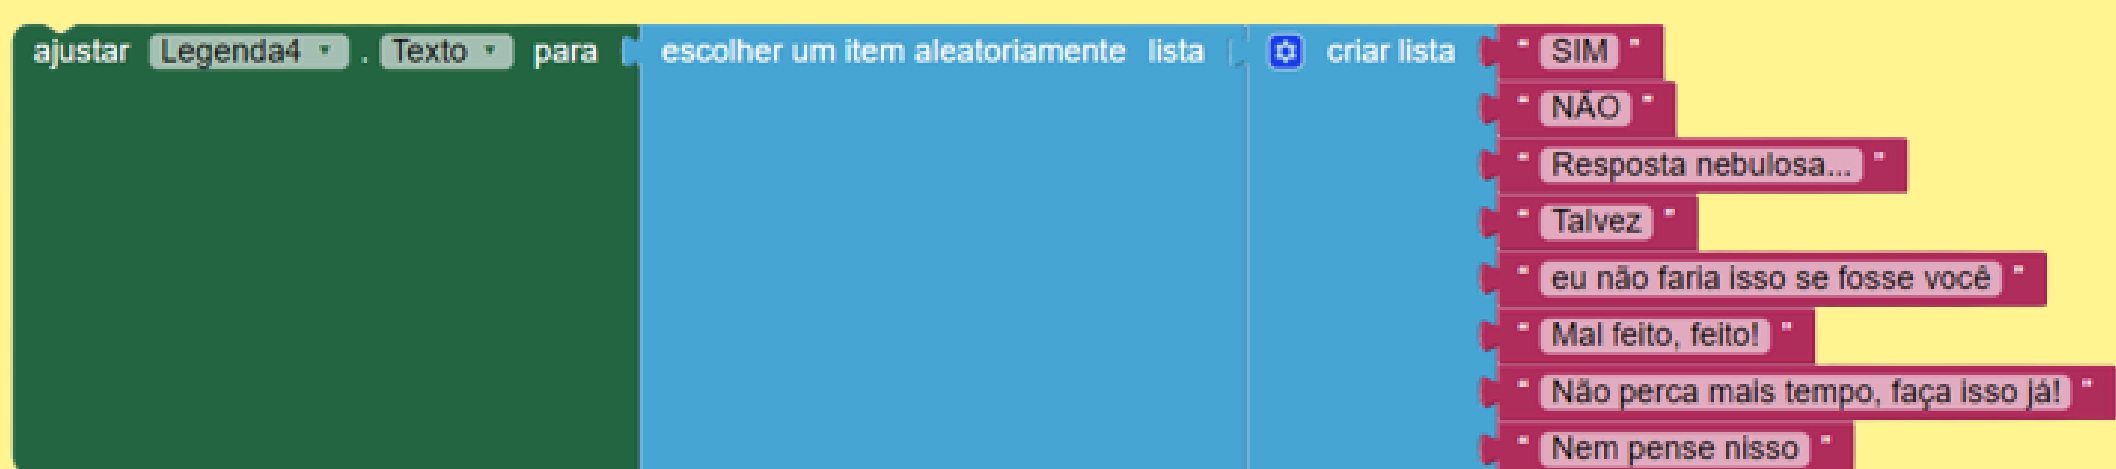 ajustar Legenda4 . Texto para escolher um item aleatoriamente lista criar lista " SIM "
" NÃO "
" Resposta nebulosa... "
" Talvez "
" eu não faria isso se fosse você "
" Mal feito, feito! "
" Não perca mais tempo, faça isso já! "
" Nem pense nisso "